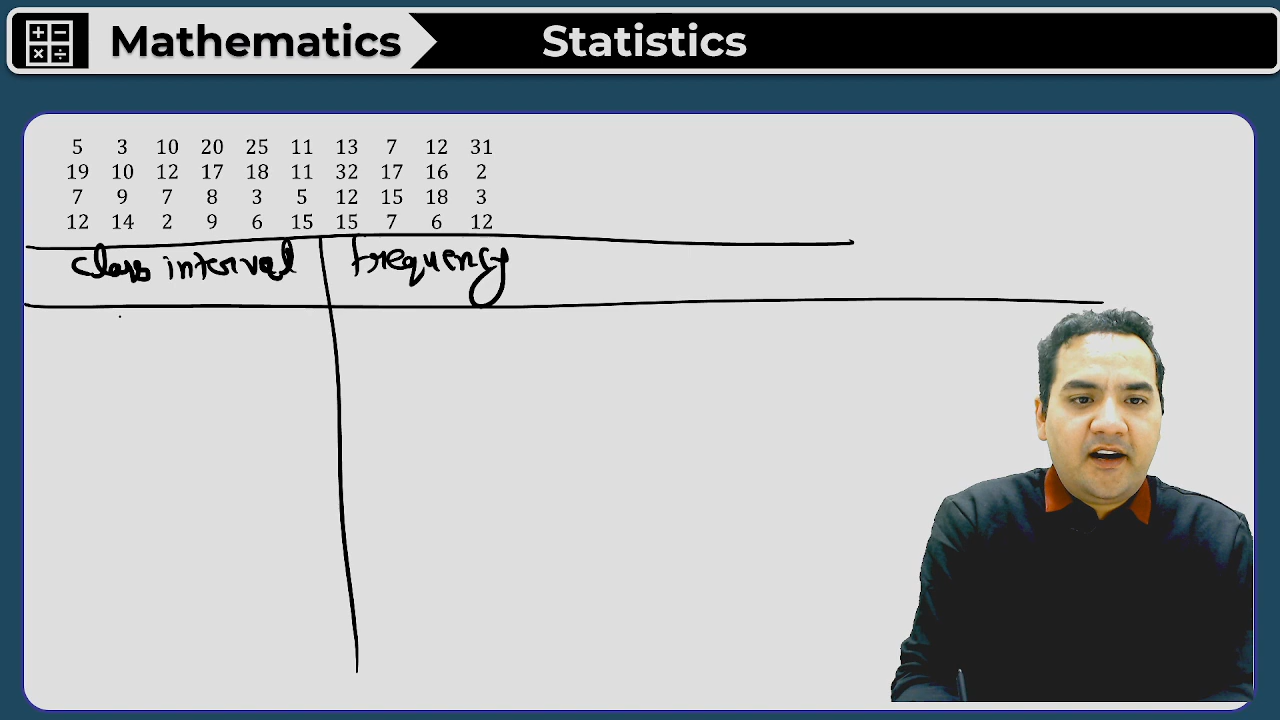 Mathematics Statistics
5 3 10 20 25 11 13 7 12 31
19 10 12 17 18 11 32 17 16 2
7 9 7 8 3 5 12 15 18 3
12 14 2 9 6 15 15 7 6 12
class interval frequency